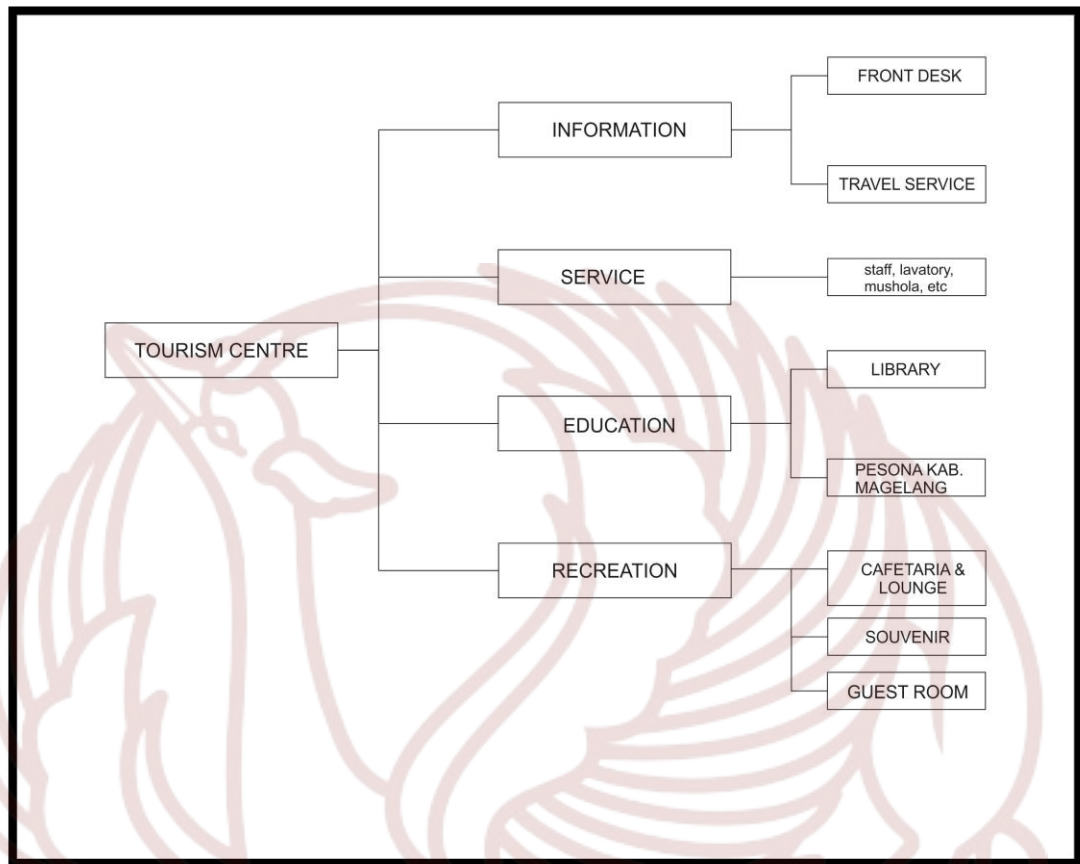 TOURISM CENTRE
INFORMATION
FRONT DESK
TRAVEL SERVICE
SERVICE
staff, lavatory,
mushola, etc
EDUCATION
LIBRARY
PESONA KAB.
MAGELANG
RECREATION
CAFETARIA &
LOUNGE
SOUVENIR
GUEST ROOM